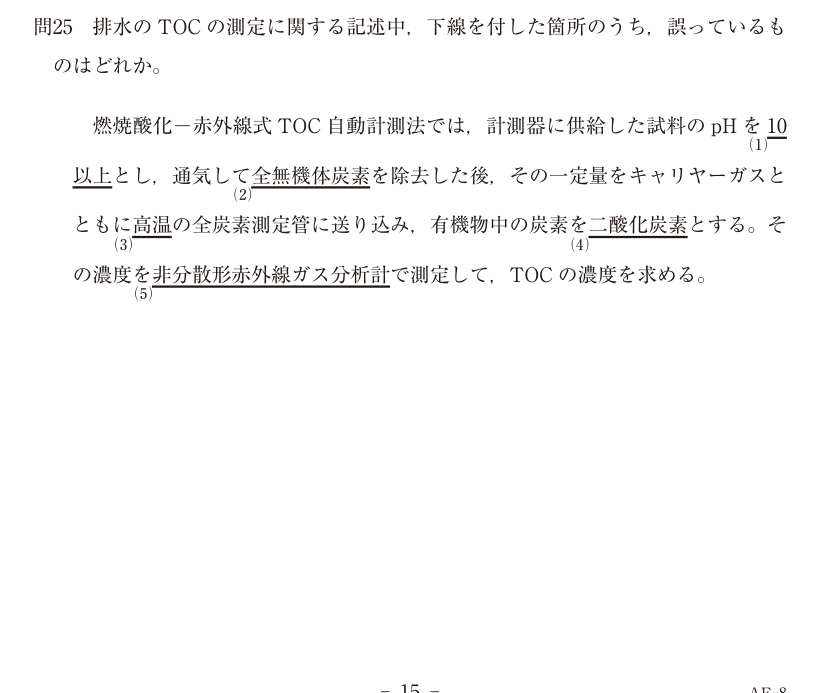 問25　排水の TOC の測定に関する記述中，下線を付した箇所のうち，誤っているも
のはどれか。
燃焼酸化－赤外線式 TOC 自動計測法では，計測器に供給した試料の pH を 10
(1)
以上とし，通気して全無機体炭素を除去した後，その一定量をキャリヤーガスと
(2)
ともに高温の全炭素測定管に送り込み，有機物中の炭素を二酸化炭素とする。そ
(3) (4)
の濃度を非分散形赤外線ガス分析計で測定して，TOC の濃度を求める。
(5)
− 15 −